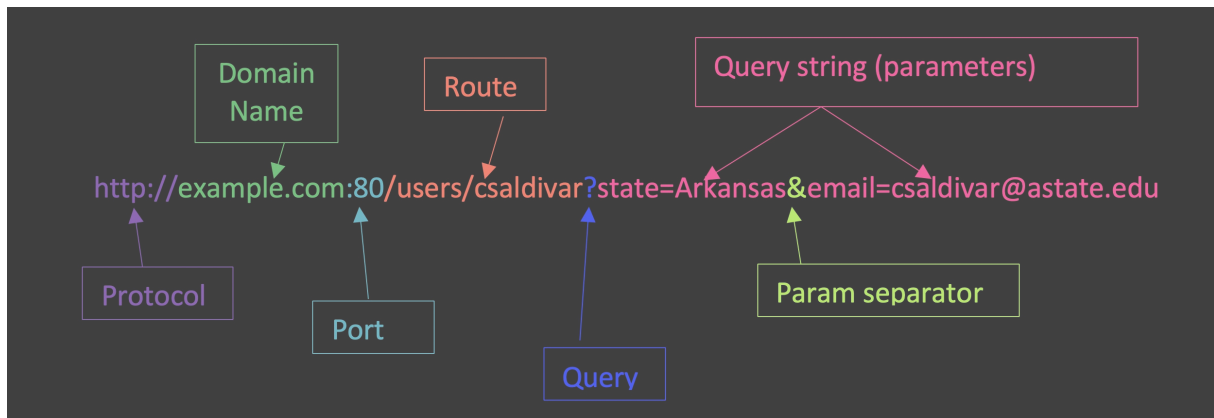 Domain
Name
Route
Query string (parameters)
http://example.com:80/users/csaldivar?state=Arkansas&email=csaldivar@astate.edu
Protocol
Port
Query
Param separator